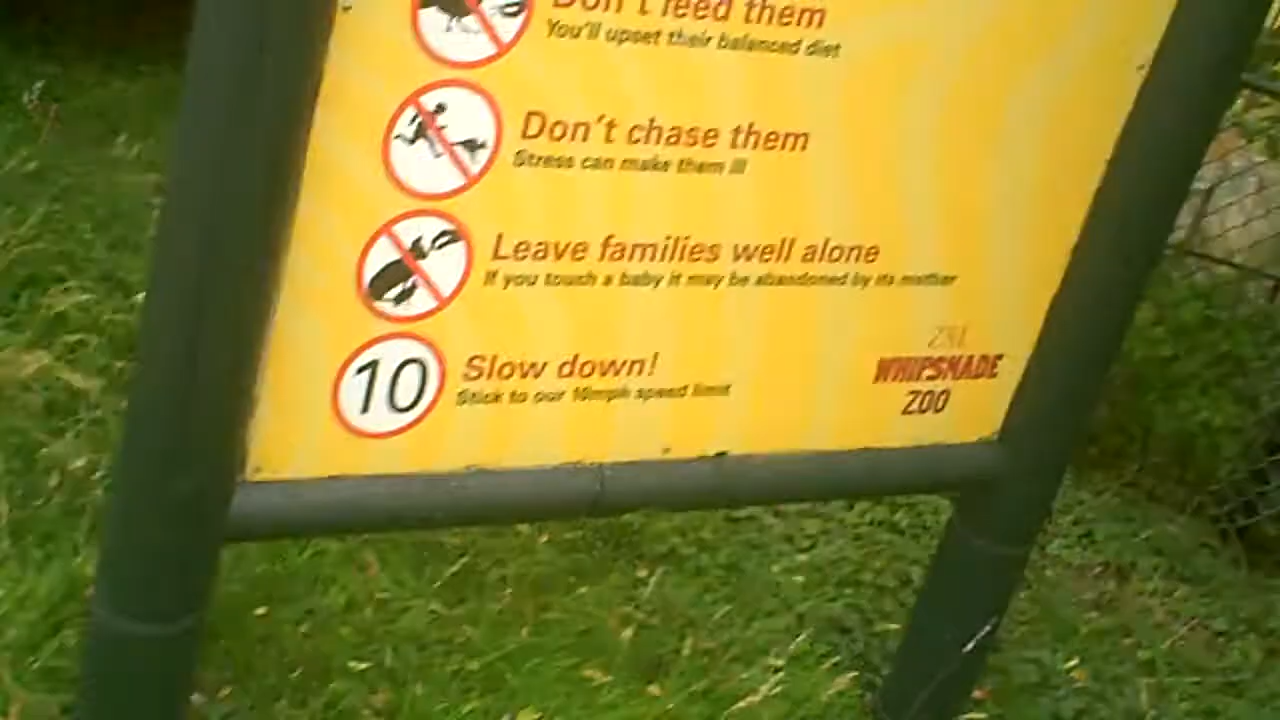 Don't feed them
You'll upset their balanced diet
Don't chase them
Stress can make them ill
Leave families well alone
If you touch a baby it may be abandoned by its mother
10
Slow down!
Stick to our 10mph speed limit
ZSL
WHIPSNADE
ZOO